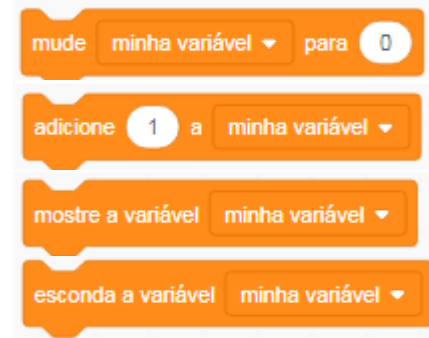 mude minha variável para 0
adicione 1 a minha variável
mostre a variável minha variável
esconda a variável minha variável